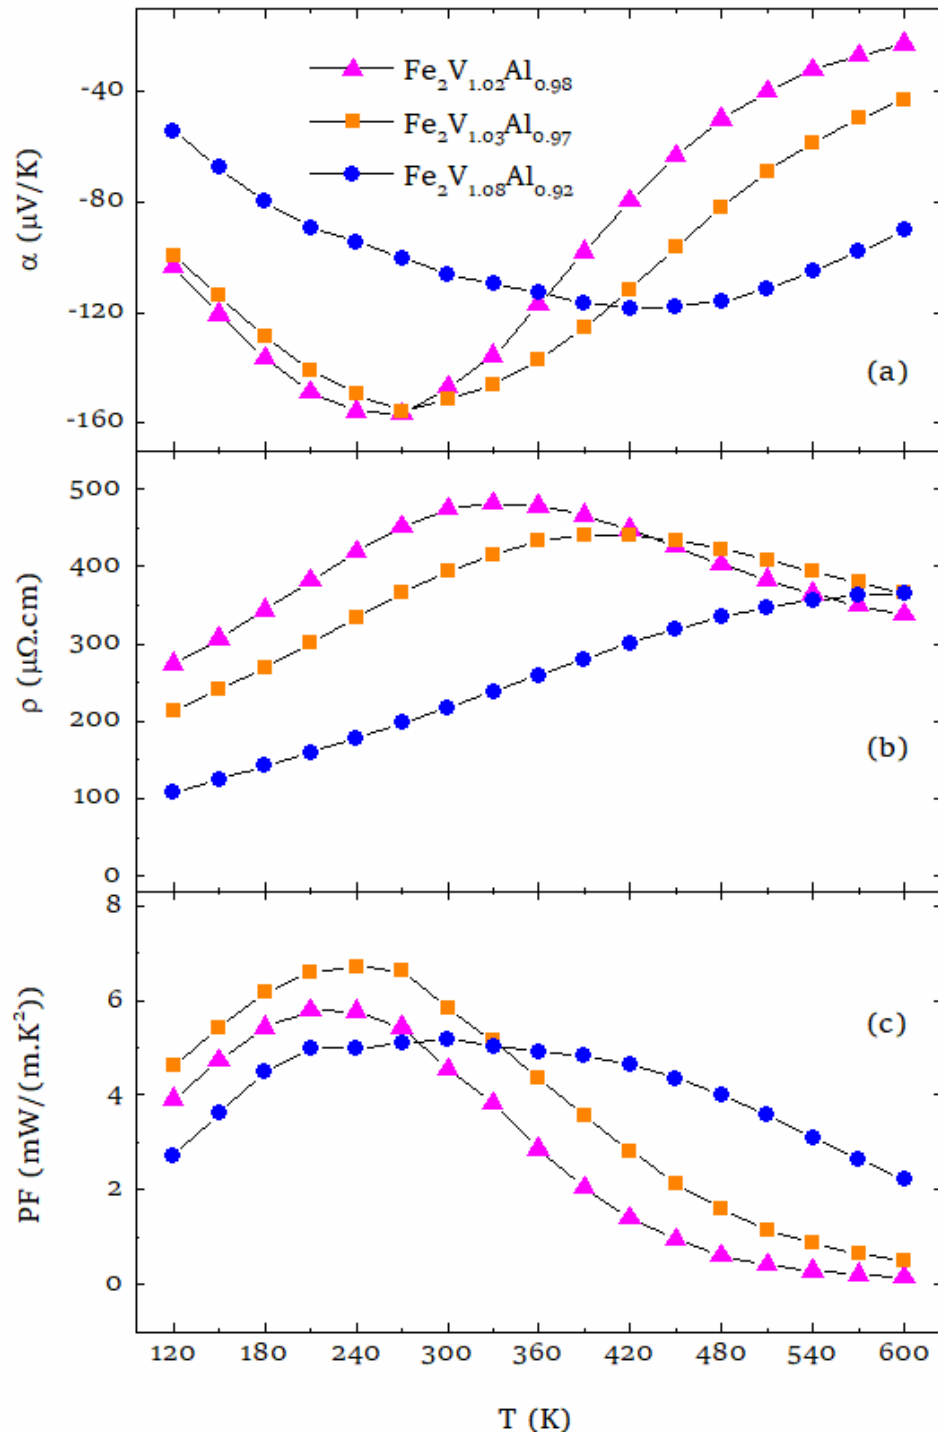 -40
-80
-120
-160
α (μV/K)
Fe₂V₁.₀₂Al₀.₉₈
Fe₂V₁.₀₃Al₀.₉₇
Fe₂V₁.₀₈Al₀.₉₂
(a)
500
400
300
200
100
0
ρ (μΩ.cm)
(b)
8
6
4
2
0
PF (mW/(m.K²))
(c)
120 180 240 300 360 420 480 540 600
T (K)